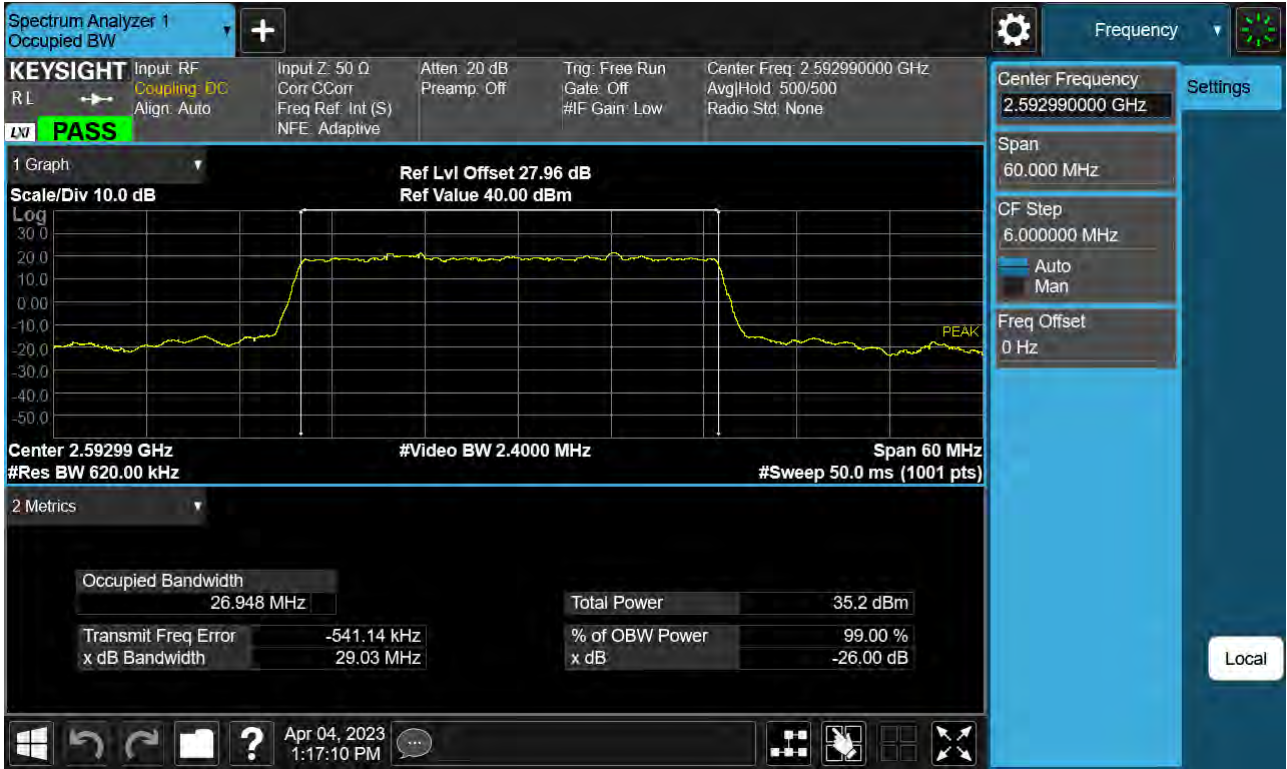 Spectrum Analyzer 1
Occupied BW
+
Frequency
KEYSIGHT
R L
LXI PASS
Input: RF
Coupling: DC
Align: Auto
Input Z: 50 Ω
Corr CCorr
Freq Ref: Int (S)
NFE: Adaptive
Atten: 20 dB
Preamp: Off
Trig: Free Run
Gate: Off
#IF Gain: Low
Center Freq: 2.592990000 GHz
Avg|Hold: 500/500
Radio Std: None
Center Frequency
2.592990000 GHz
Settings
Span
60.000 MHz
CF Step
6.000000 MHz
Auto
Man
Freq Offset
0 Hz
Local
1 Graph
Scale/Div 10.0 dB
Ref Lvl Offset 27.96 dB
Ref Value 40.00 dBm
Log
30.0
20.0
10.0
0.00
-10.0
-20.0
-30.0
-40.0
-50.0
PEAK
Center 2.59299 GHz
#Video BW 2.4000 MHz
Span 60 MHz
#Res BW 620.00 kHz
#Sweep 50.0 ms (1001 pts)
2 Metrics
Occupied Bandwidth
26.948 MHz
Total Power 35.2 dBm
Transmit Freq Error -541.14 kHz
% of OBW Power 99.00 %
x dB Bandwidth 29.03 MHz
x dB -26.00 dB
?
Apr 04, 2023
1:17:10 PM